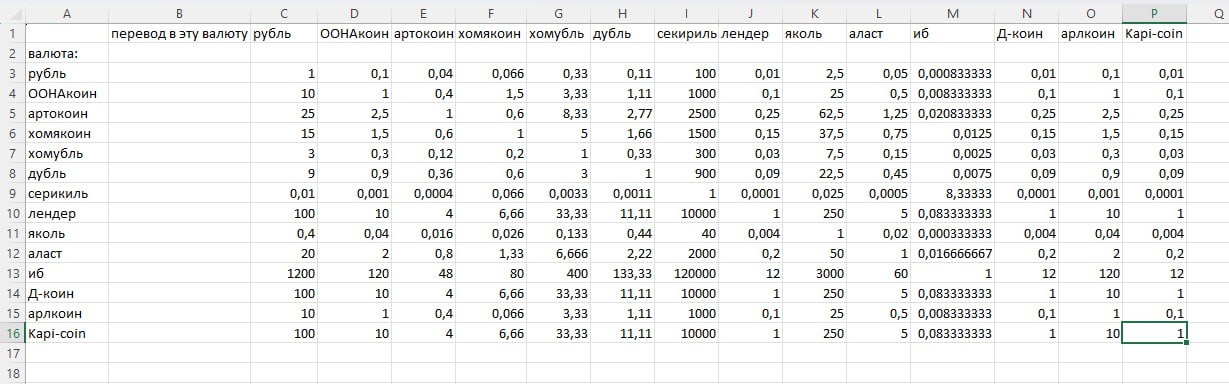 A B C D E F G H I J K L M N O P Q
1 перевод в эту валюту рубль ООНАкоин артокоин хомякоин хомубль дубль секириль лендер яколь аласт иб Д-коин арлкоин Kapi-coin
2 валюта:
3 рубль 1 0,1 0,04 0,066 0,33 0,11 100 0,01 2,5 0,05 0,000833333 0,01 0,1 0,01
4 ООНАкоин 10 1 0,4 1,5 3,33 1,11 1000 0,1 25 0,5 0,008333333 0,1 1 0,1
5 артокоин 25 2,5 1 0,6 8,33 2,77 2500 0,25 62,5 1,25 0,020833333 0,25 2,5 0,25
6 хомякоин 15 1,5 0,6 1 5 1,66 1500 0,15 37,5 0,75 0,0125 0,15 1,5 0,15
7 хомубль 3 0,3 0,12 0,2 1 0,33 300 0,03 7,5 0,15 0,0025 0,03 0,3 0,03
8 дубль 9 0,9 0,36 0,6 3 1 900 0,09 22,5 0,45 0,0075 0,09 0,9 0,09
9 серикиль 0,01 0,001 0,0004 0,066 0,0033 0,0011 1 0,0001 0,025 0,0005 8,33333 0,0001 0,001 0,0001
10 лендер 100 10 4 6,66 33,33 11,11 10000 1 250 5 0,083333333 1 10 1
11 яколь 0,4 0,04 0,016 0,026 0,133 0,44 40 0,004 1 0,02 0,000333333 0,004 0,04 0,004
12 аласт 20 2 0,8 1,33 6,666 2,22 2000 0,2 50 1 0,016666667 0,2 2 0,2
13 иб 1200 120 48 80 400 133,33 120000 12 3000 60 1 12 120 12
14 Д-коин 100 10 4 6,66 33,33 11,11 10000 1 250 5 0,083333333 1 10 1
15 арлкоин 10 1 0,4 0,066 3,33 1,11 1000 0,1 25 0,5 0,008333333 0,1 1 0,1
16 Kapi-coin 100 10 4 6,66 33,33 11,11 10000 1 250 5 0,083333333 1 10 1
17
18